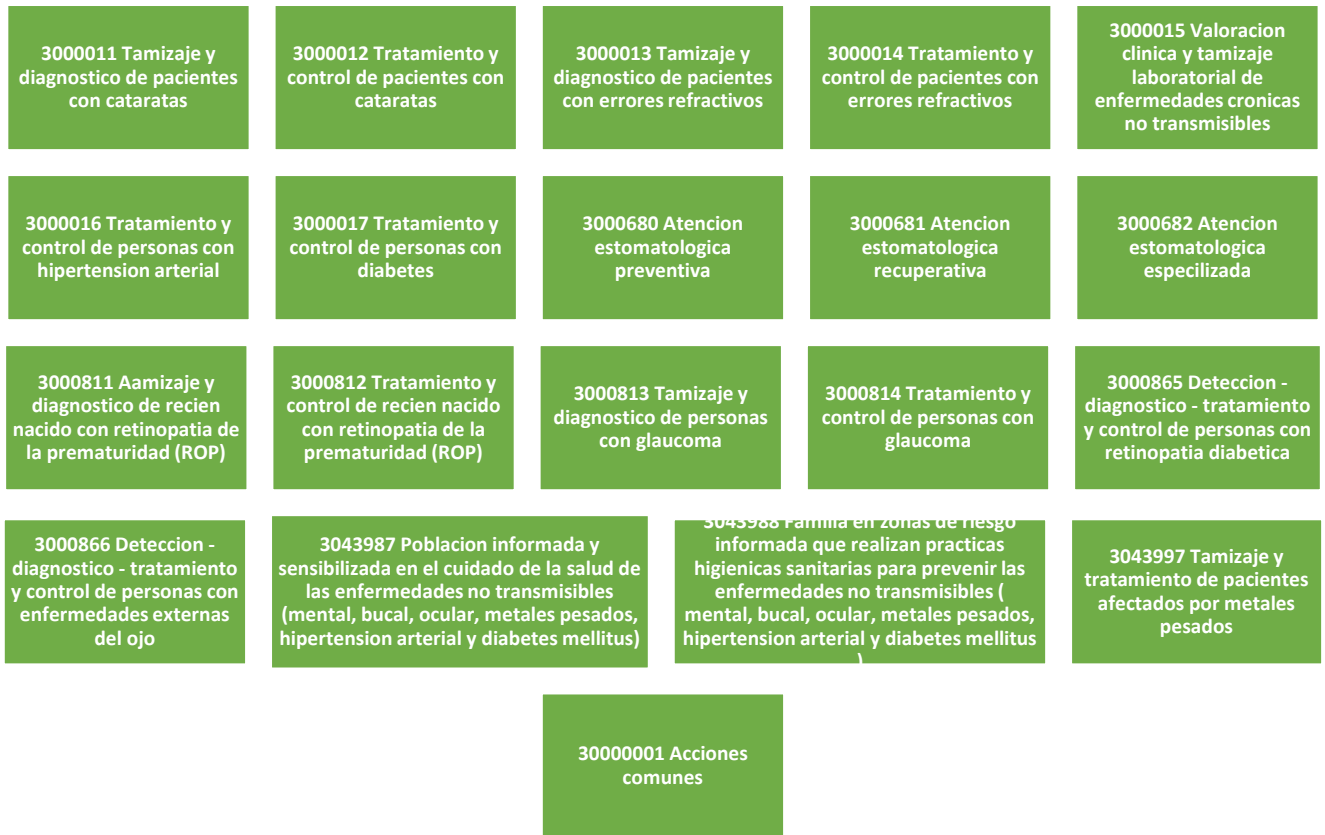 3000011 Tamizaje y
diagnostico de pacientes
con cataratas
3000012 Tratamiento y
control de pacientes con
cataratas
3000013 Tamizaje y
diagnostico de pacientes
con errores refractivos
3000014 Tratamiento y
control de pacientes con
errores refractivos
3000015 Valoracion
clinica y tamizaje
laboratorial de
enfermedades cronicas
no transmisibles
3000016 Tratamiento y
control de personas con
hipertension arterial
3000017 Tratamiento y
control de personas con
diabetes
3000680 Atencion
estomatologica
preventiva
3000681 Atencion
estomatologica
recuperativa
3000682 Atencion
estomatologica
especilizada
3000811 Aamizaje y
diagnostico de recien
nacido con retinopatia de
la prematuridad (ROP)
3000812 Tratamiento y
control de recien nacido
con retinopatia de la
prematuridad (ROP)
3000813 Tamizaje y
diagnostico de personas
con glaucoma
3000814 Tratamiento y
control de personas con
glaucoma
3000865 Deteccion -
diagnostico - tratamiento
y control de personas con
retinopatia diabetica
3000866 Deteccion -
diagnostico - tratamiento
y control de personas con
enfermedades externas
del ojo
3043987 Poblacion informada y
sensibilizada en el cuidado de la salud de
las enfermedades no transmisibles
(mental, bucal, ocular, metales pesados,
hipertension arterial y diabetes mellitus)
3043988 Familia en zonas de riesgo
informada que realizan practicas
higienicas sanitarias para prevenir las
enfermedades no transmisibles (
mental, bucal, ocular, metales pesados,
hipertension arterial y diabetes mellitus
)
3043997 Tamizaje y
tratamiento de pacientes
afectados por metales
pesados
30000001 Acciones
comunes